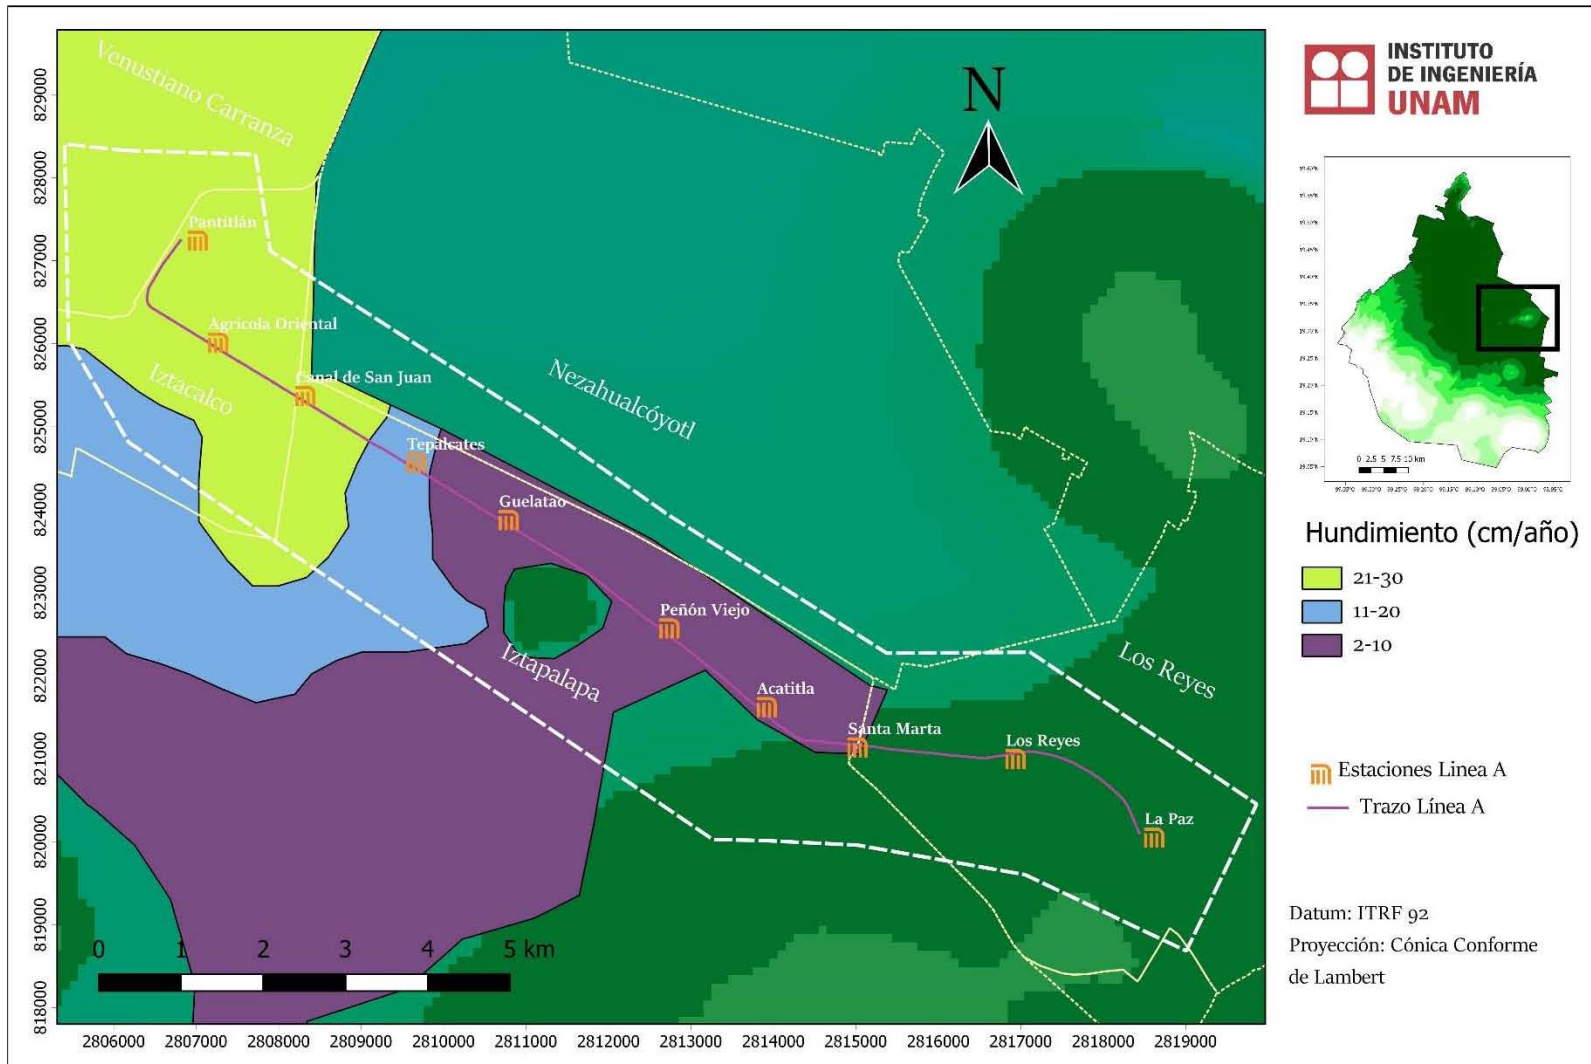 829000
828000
827000
826000
825000
824000
823000
822000
821000
820000
819000
818000
2806000
2807000
2808000
2809000
2810000
2811000
2812000
2813000
2814000
2815000
2816000
2817000
2818000
2819000
Venustiano Carranza
N
Pantitlán
Agrícola Oriental
Iztacalco
Canal de San Juan
Nezahualcóyotl
Tepalcates
Guelatao
Peñón Viejo
Iztapalapa
Acatitla
Los Reyes
Santa Marta
Los Reyes
La Paz
0 1 2 3 4 5 km
INSTITUTO
DE INGENIERÍA
UNAM
0 2.5 5 7.5 10 km
Hundimiento (cm/año)
21-30
11-20
2-10
Estaciones Linea A
Trazo Línea A
Datum: ITRF 92
Proyección: Cónica Conforme
de Lambert